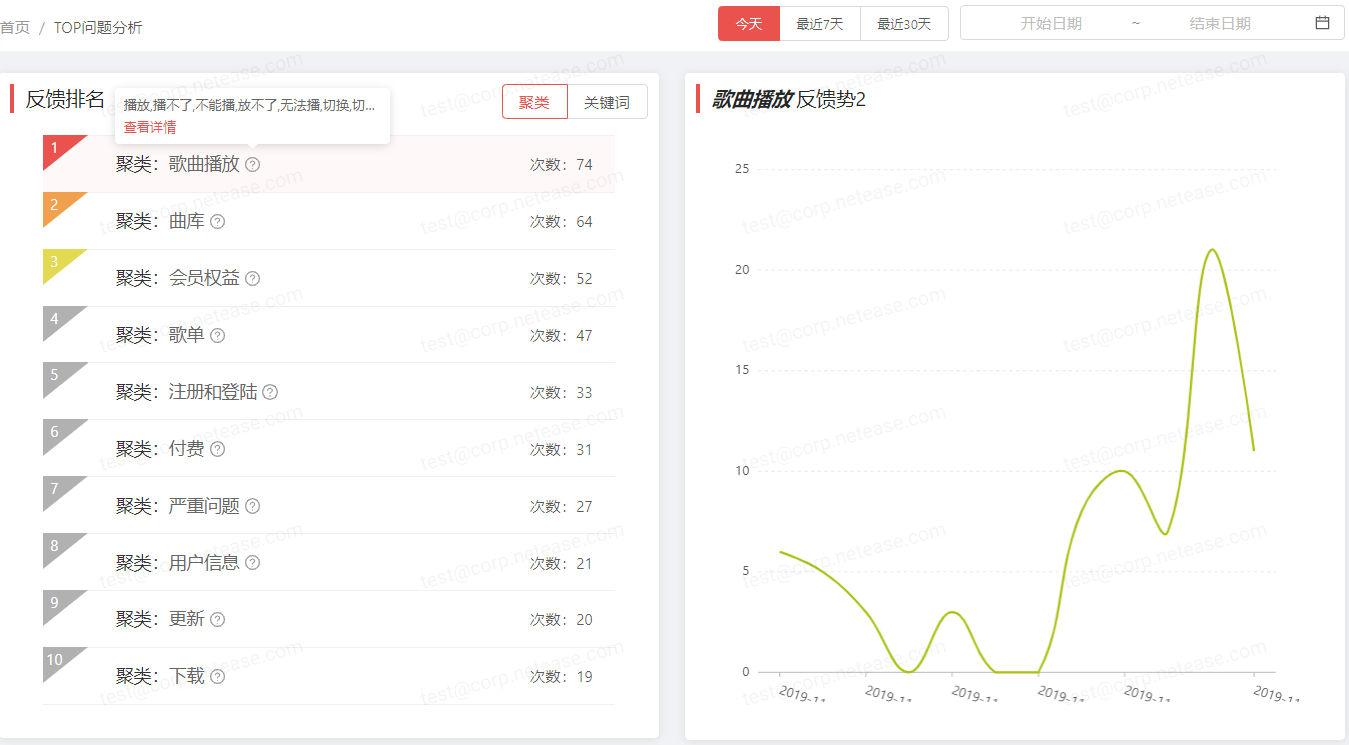 首页 / TOP问题分析
今天 最近7天 最近30天 开始日期 ~ 结束日期
反馈排名
播放,播不了,不能播,放不了,无法播,切换,切...
查看详情
聚类 关键词
1 聚类：歌曲播放 次数：74
2 聚类：曲库 次数：64
3 聚类：会员权益 次数：52
4 聚类：歌单 次数：47
5 聚类：注册和登陆 次数：33
6 聚类：付费 次数：31
7 聚类：严重问题 次数：27
8 聚类：用户信息 次数：21
9 聚类：更新 次数：20
10 聚类：下载 次数：19
歌曲播放 反馈势2
25
20
15
10
5
0
test@corp.netease.com